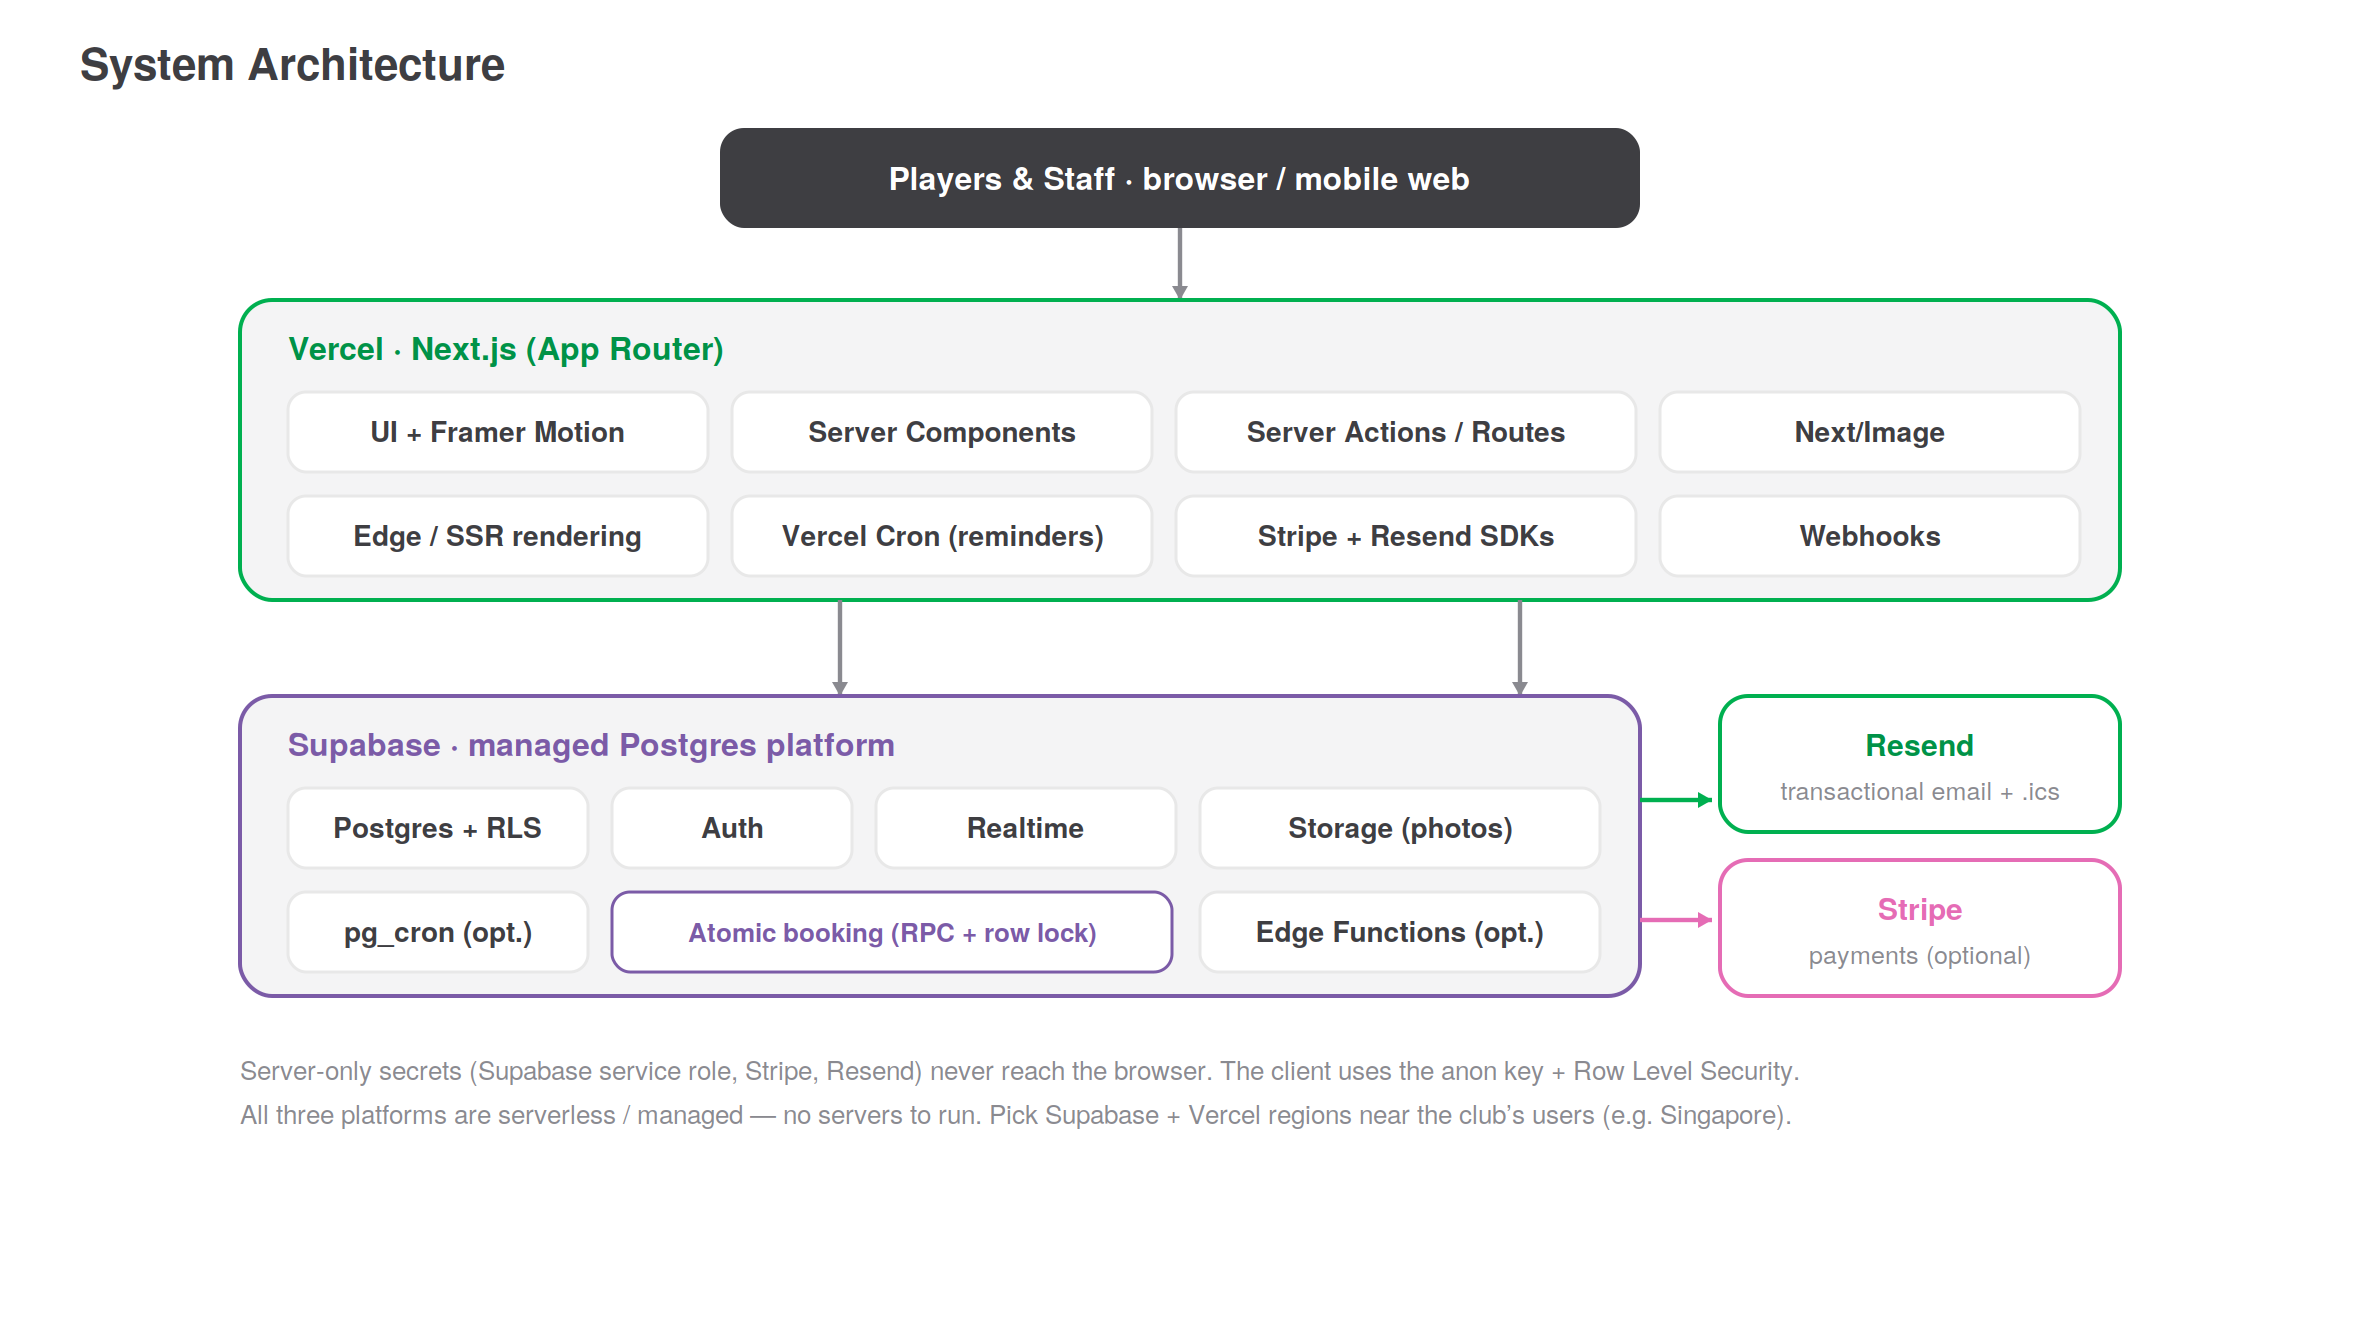 System Architecture
Players & Staff · browser / mobile web
Vercel · Next.js (App Router)
UI + Framer Motion
Server Components
Server Actions / Routes
Next/Image
Edge / SSR rendering
Vercel Cron (reminders)
Stripe + Resend SDKs
Webhooks
Supabase · managed Postgres platform
Postgres + RLS
Auth
Realtime
Storage (photos)
pg_cron (opt.)
Atomic booking (RPC + row lock)
Edge Functions (opt.)
Resend
transactional email + .ics
Stripe
payments (optional)
Server-only secrets (Supabase service role, Stripe, Resend) never reach the browser. The client uses the anon key + Row Level Security.
All three platforms are serverless / managed — no servers to run. Pick Supabase + Vercel regions near the club’s users (e.g. Singapore).